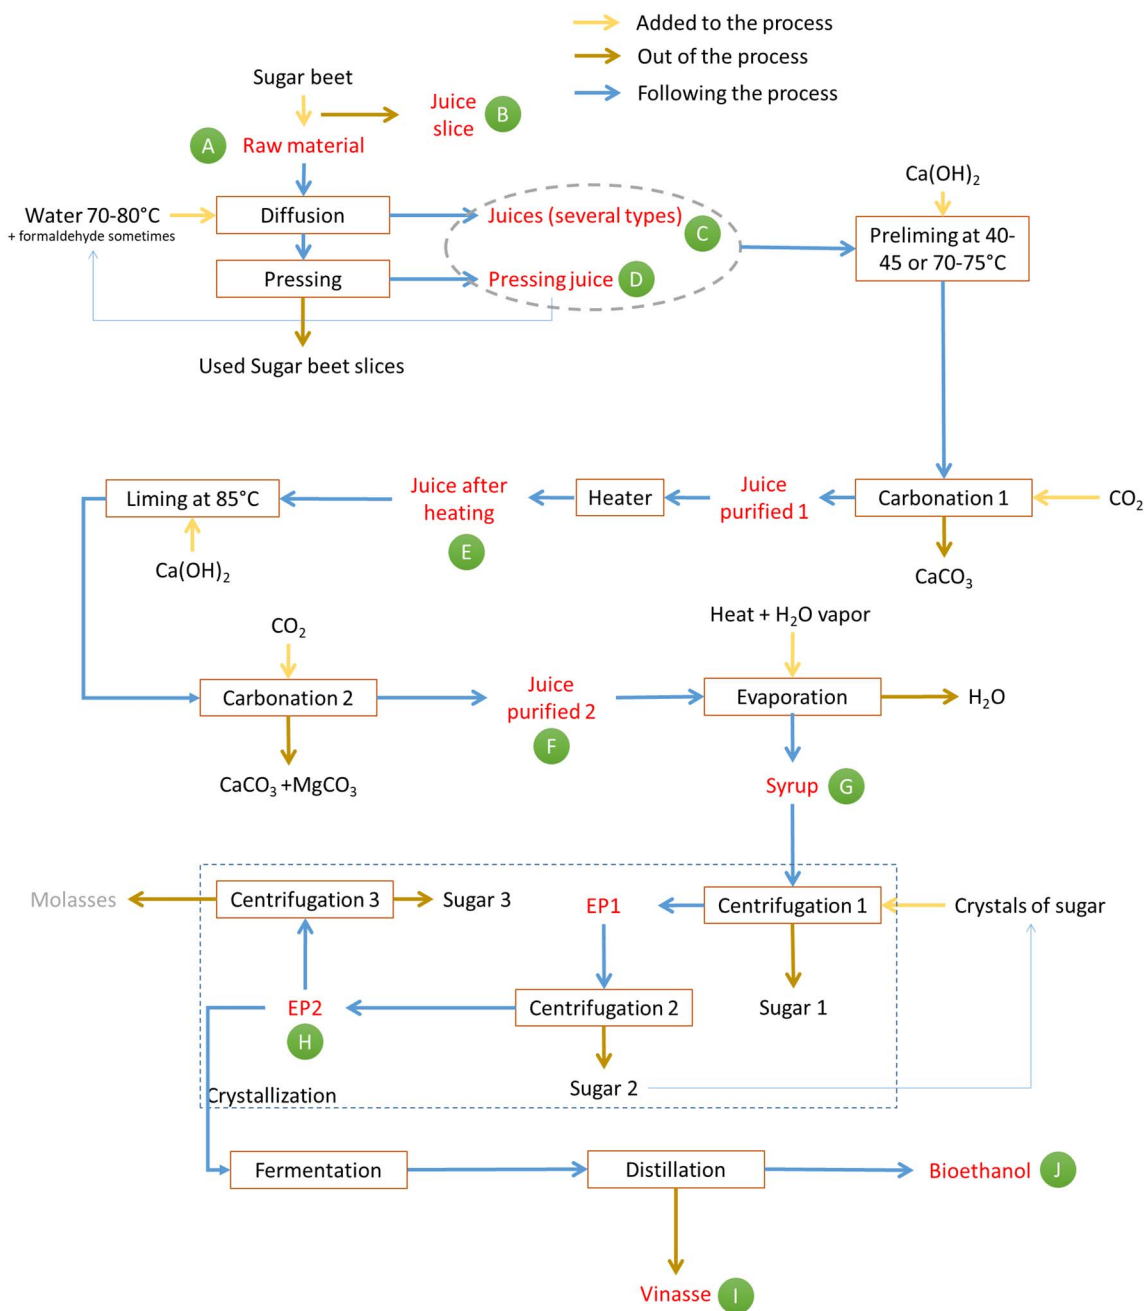 Added to the process
Out of the process
Following the process
Sugar beet
Juice
slice
B
A
Raw material
Ca(OH)2
Water 70-80°C
+ formaldehyde sometimes
Diffusion
Juices (several types)
C
Preliming at 40-
45 or 70-75°C
Pressing
Pressing juice
D
Used Sugar beet slices
Liming at 85°C
Juice after
heating
E
Heater
Juice
purified 1
Carbonation 1
CO2
Ca(OH)2
CaCO3
CO2
Heat + H2O vapor
Carbonation 2
Juice
purified 2
F
Evaporation
H2O
CaCO3 +MgCO3
Syrup
G
Molasses
Centrifugation 3
Sugar 3
EP1
Centrifugation 1
Crystals of sugar
EP2
H
Centrifugation 2
Sugar 1
Sugar 2
Crystallization
Fermentation
Distillation
Bioethanol
J
Vinasse
I